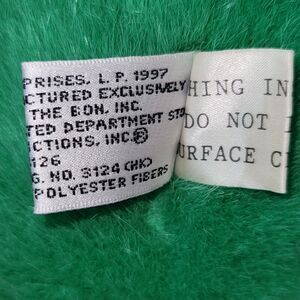 PRISES, L.P. 1997
CTURED EXCLUSIVELY
THE BON, INC.
TED DEPARTMENT
CTIONS, INC.®
126
G. NO. 3124 (HK)
POLYESTER FIBERS
HING IN
DO NOT
URFACE C